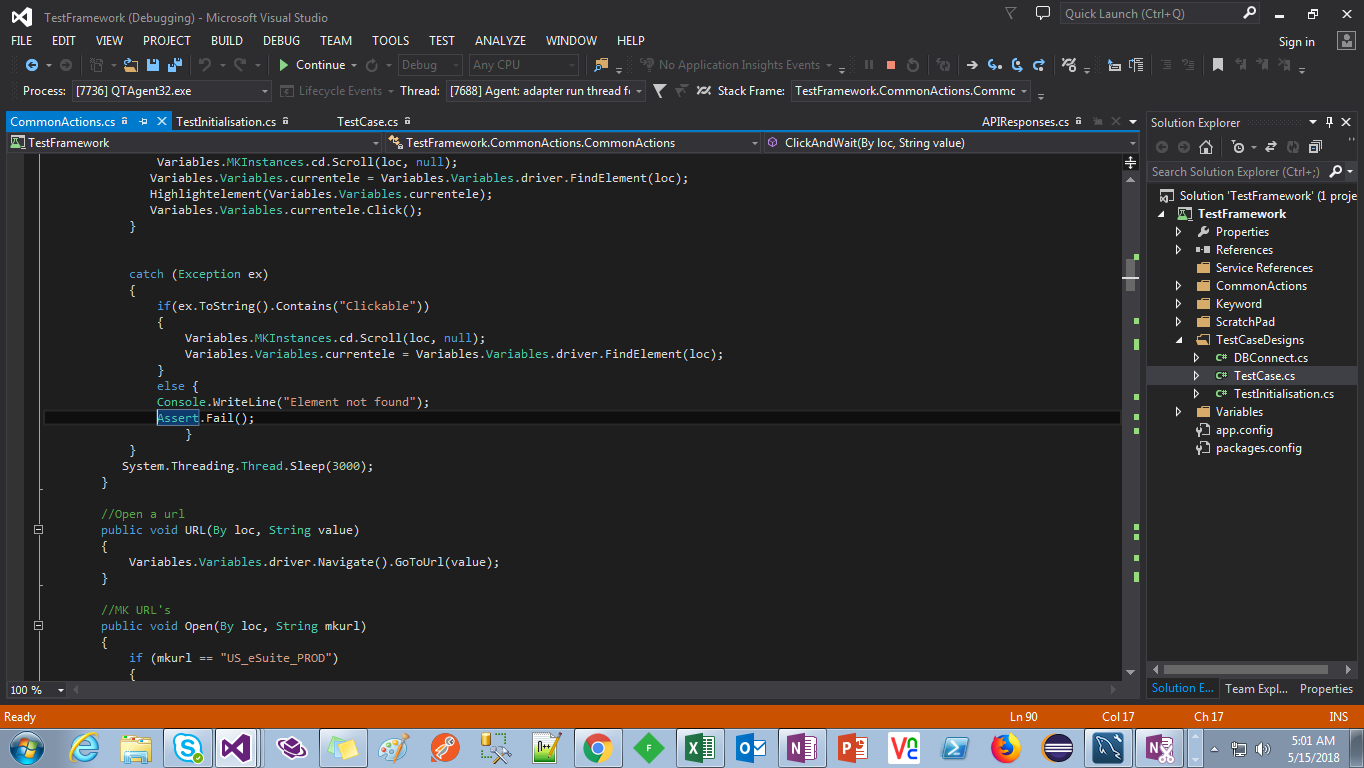 TestFramework (Debugging) - Microsoft Visual Studio
Quick Launch (Ctrl+Q)
FILE EDIT VIEW PROJECT BUILD DEBUG TEAM TOOLS TEST ANALYZE WINDOW HELP
Sign in
Continue Debug Any CPU No Application Insights Events
Process: [7736] QTAgent32.exe Lifecycle Events Thread: [7688] Agent: adapter run thread fo Stack Frame: TestFramework.CommonActions.Commo
CommonActions.cs TestInitialisation.cs TestCase.cs APIResponses.cs
TestFramework TestFramework.CommonActions.CommonActions ClickAndWait(By loc, String value)
Variables.MKInstances.cd.Scroll(loc, null);
Variables.Variables.currentele = Variables.Variables.driver.FindElement(loc);
Highlightelement(Variables.Variables.currentele);
Variables.Variables.currentele.Click();
}
catch (Exception ex)
{
if(ex.ToString().Contains("Clickable"))
{
Variables.MKInstances.cd.Scroll(loc, null);
Variables.Variables.currentele = Variables.Variables.driver.FindElement(loc);
}
else {
Console.WriteLine("Element not found");
Assert.Fail();
}
}
System.Threading.Thread.Sleep(3000);
}
//Open a url
public void URL(By loc, String value)
{
Variables.Variables.driver.Navigate().GoToUrl(value);
}
//MK URL's
public void Open(By loc, String mkurl)
{
if (mkurl == "US_eSuite_PROD")
{
100 %
Solution Explorer
Search Solution Explorer (Ctrl+;)
Solution 'TestFramework' (1 proje
TestFramework
Properties
References
Service References
CommonActions
Keyword
ScratchPad
TestCaseDesigns
C# DBConnect.cs
C# TestCase.cs
C# TestInitialisation.cs
Variables
app.config
packages.config
Solution E... Team Expl... Properties
Ready Ln 90 Col 17 Ch 17 INS
5:01 AM
5/15/2018